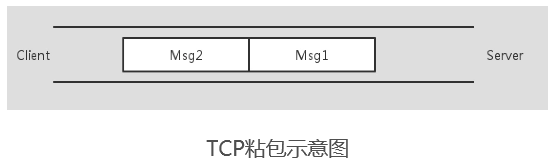 Client
Msg2
Msg1
Server
TCP粘包示意图